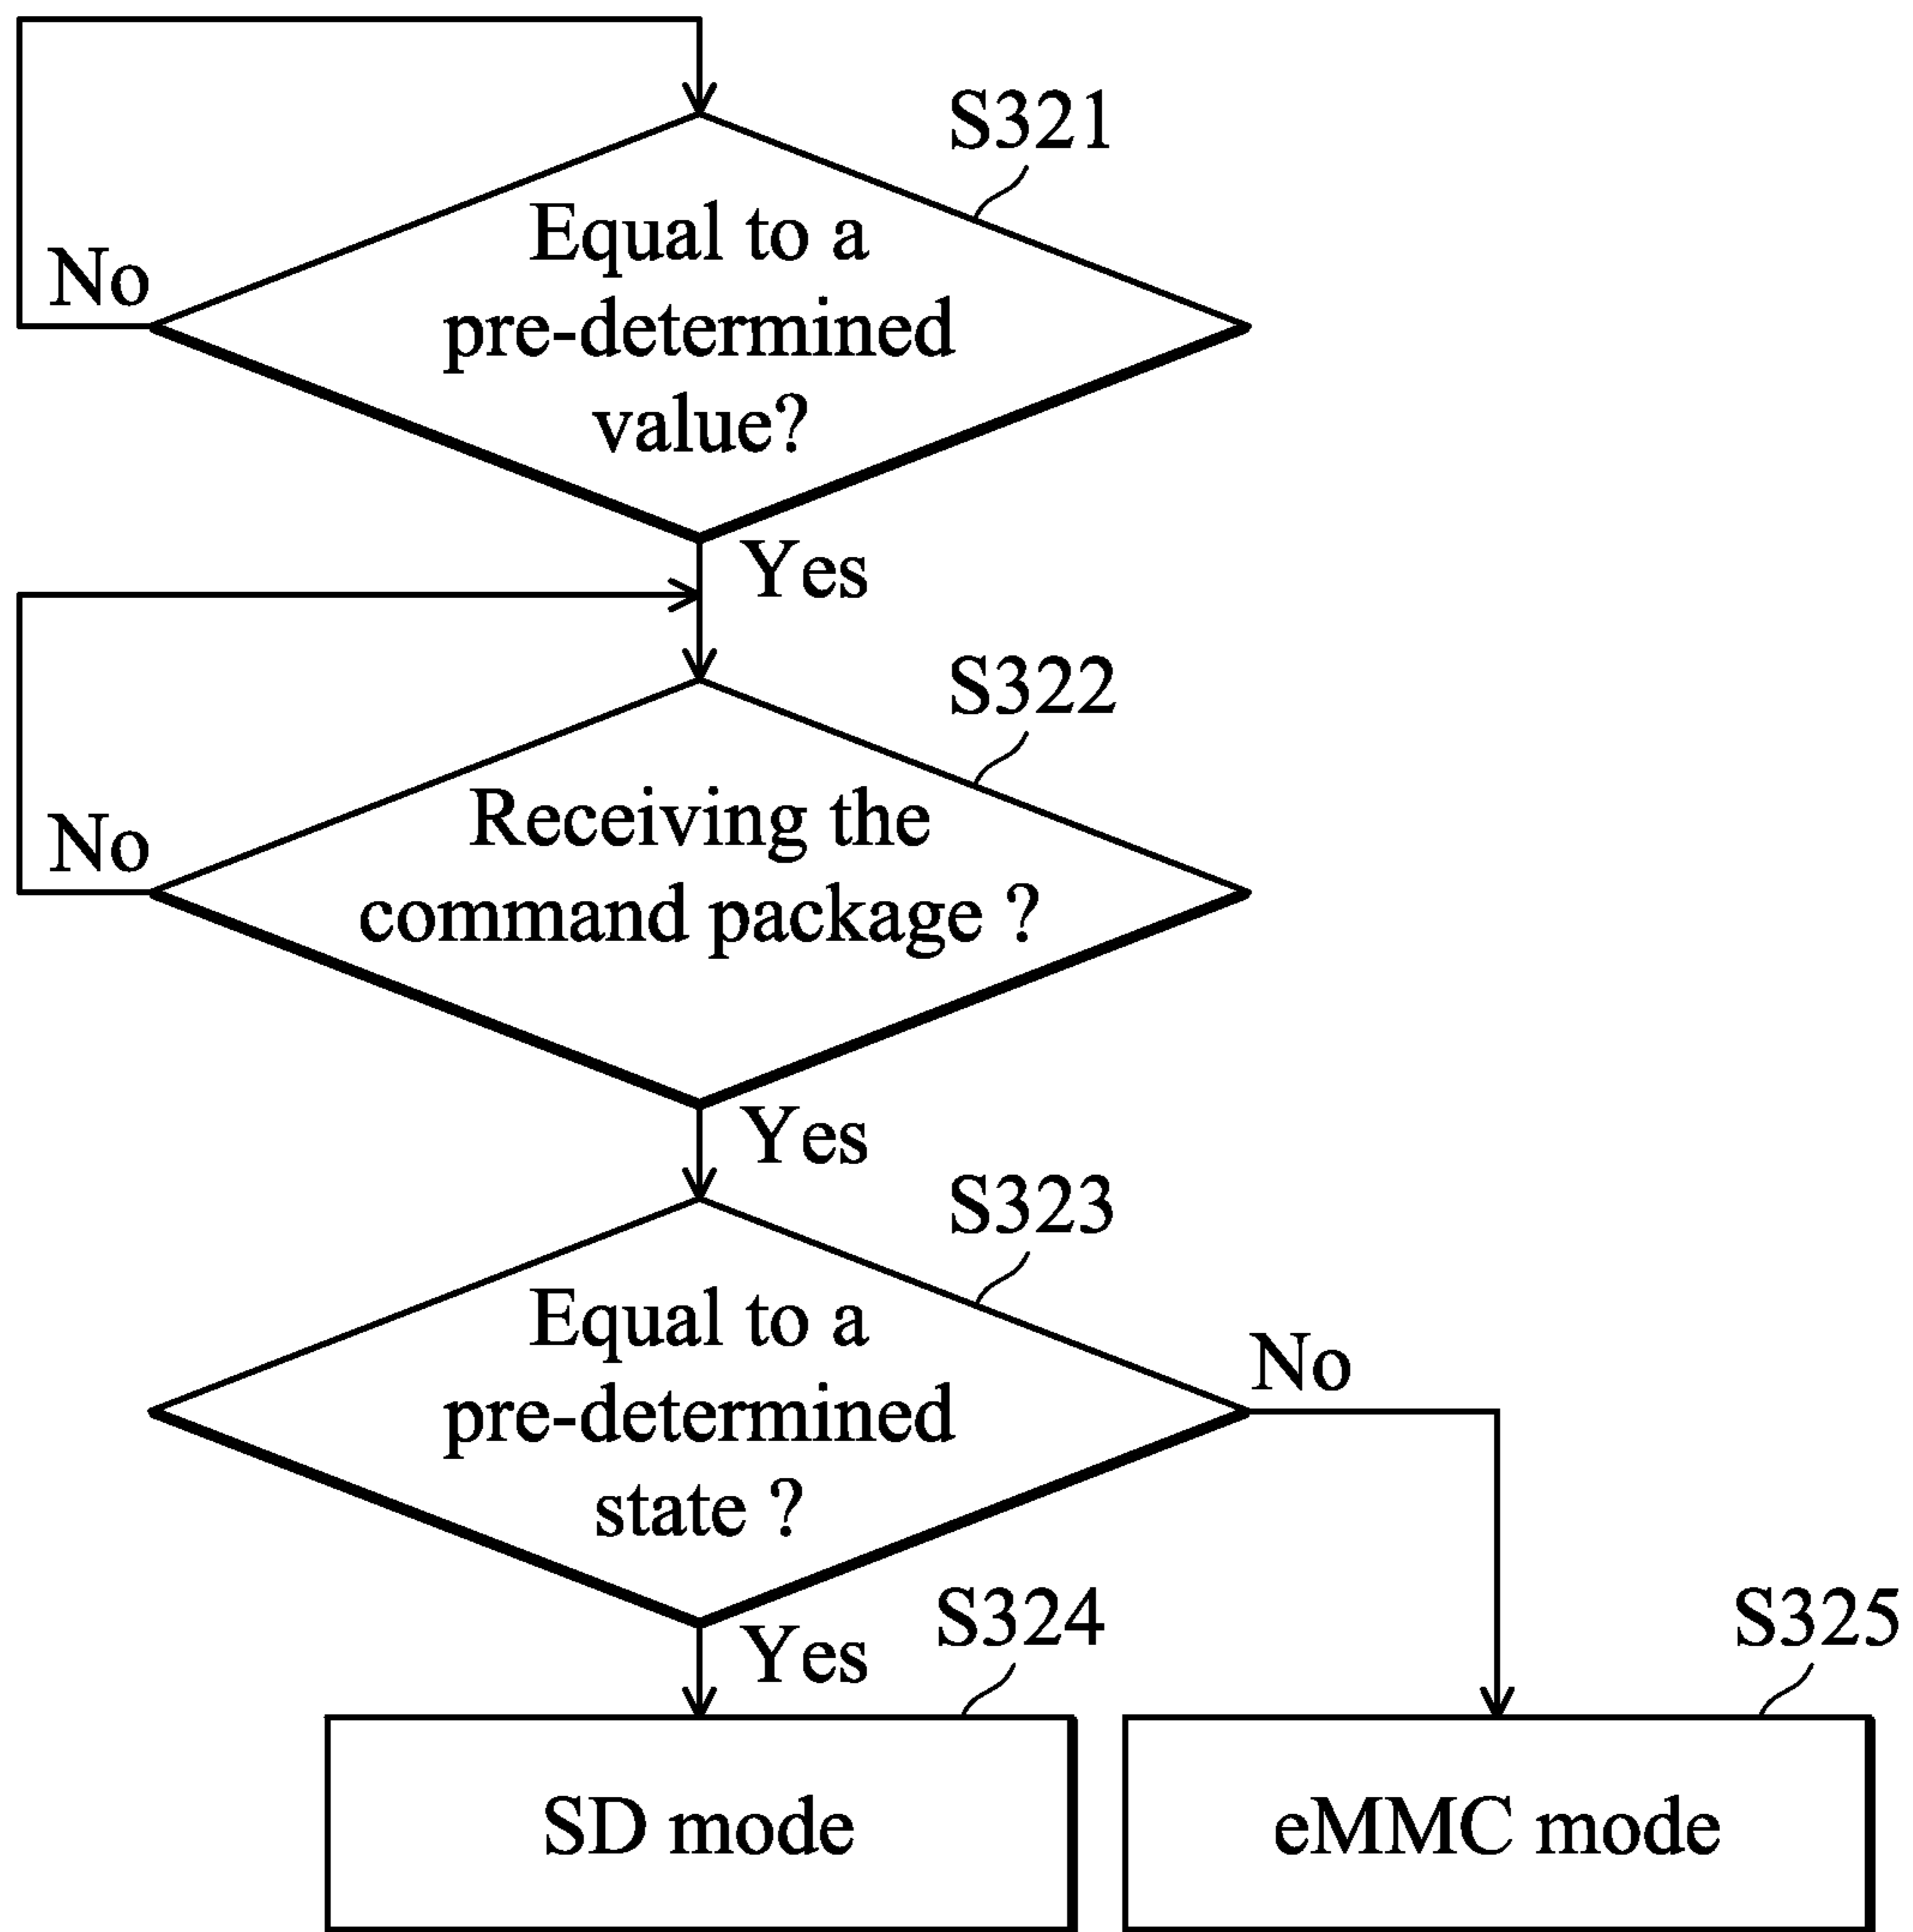 S321
Equal to a
pre-determined
value?
No
Yes
S322
Receiving the
command package ?
No
Yes
S323
Equal to a
pre-determined
state ?
No
Yes
S324
SD mode
S325
eMMC mode